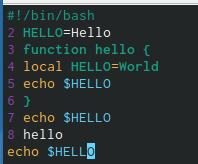 #!/bin/bash
2 HELLO=Hello
3 function hello {
4 local HELLO=World
5 echo $HELLO
6 }
7 echo $HELLO
8 hello
echo $HELLO